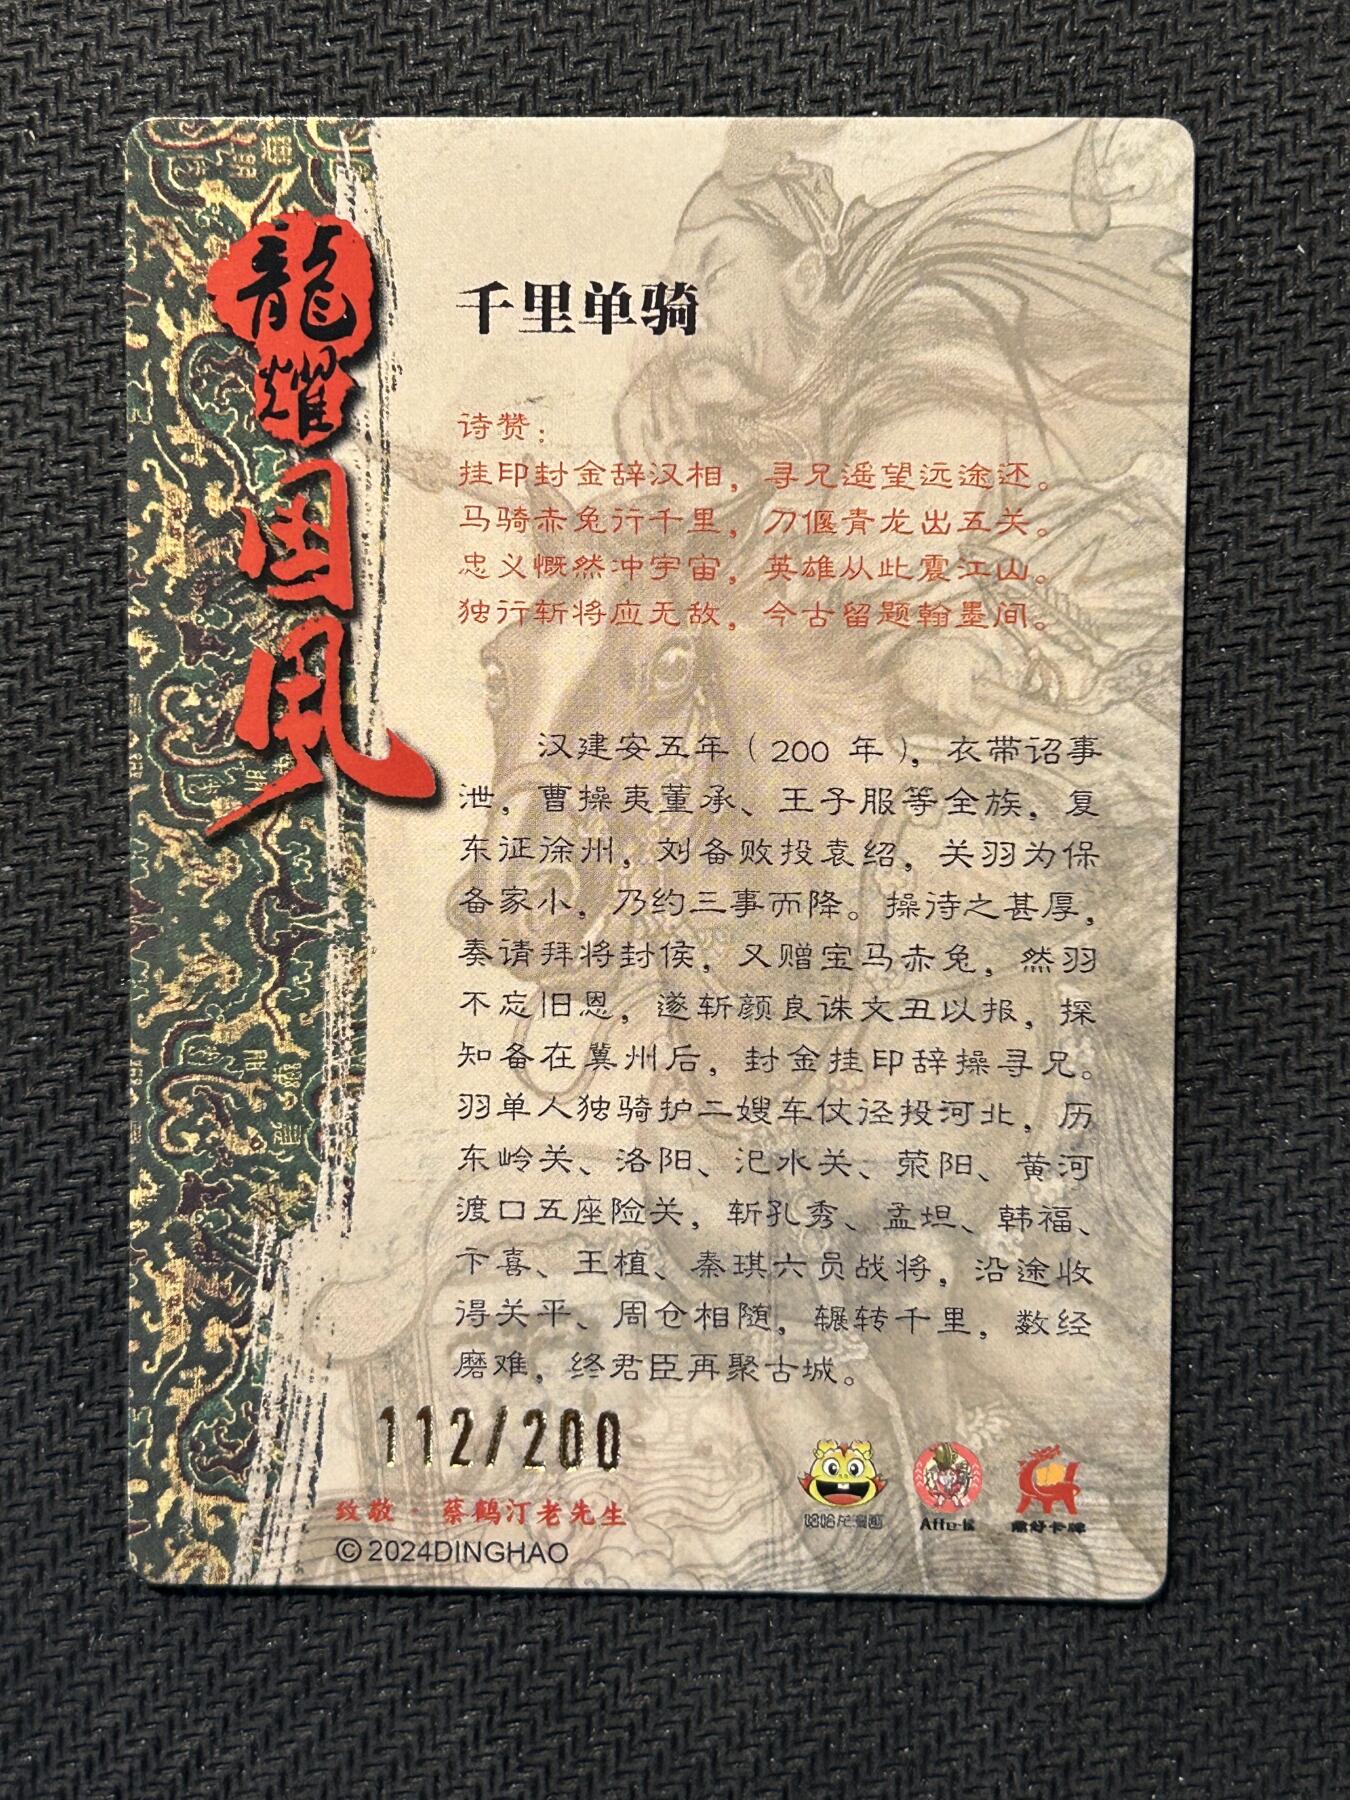 龍耀国风
千里单骑
诗赞：
挂印封金辞汉相，寻兄遥望远途还。
马骑赤兔行千里，刀偃青龙出五关。
忠义慨然冲宇宙，英雄从此震江山。
独行斩将应无敌，今古留题翰墨间。
汉建安五年（200 年），衣带诏事
泄，曹操夷董承、王子服等全族，复
东征徐州，刘备败投袁绍，关羽为保
备家小，乃约三事而降。操待之甚厚，
奏请拜将封侯，又赠宝马赤兔，然羽
不忘旧恩，遂斩颜良诛文丑以报，探
知备在冀州后，封金挂印辞操寻兄。
羽单人独骑护二嫂车仗径投河北，历
东岭关、洛阳、汜水关、荥阳、黄河
渡口五座险关，斩孔秀、孟坦、韩福、
卞喜、王植、秦琪六员战将，沿途收
得关平、周仓相随，辗转千里，数经
磨难，终君臣再聚古城。
112/200
致敬·蔡鹤汀老先生
©2024DINGHAO
哈哈龙漫画
鼎好卡牌